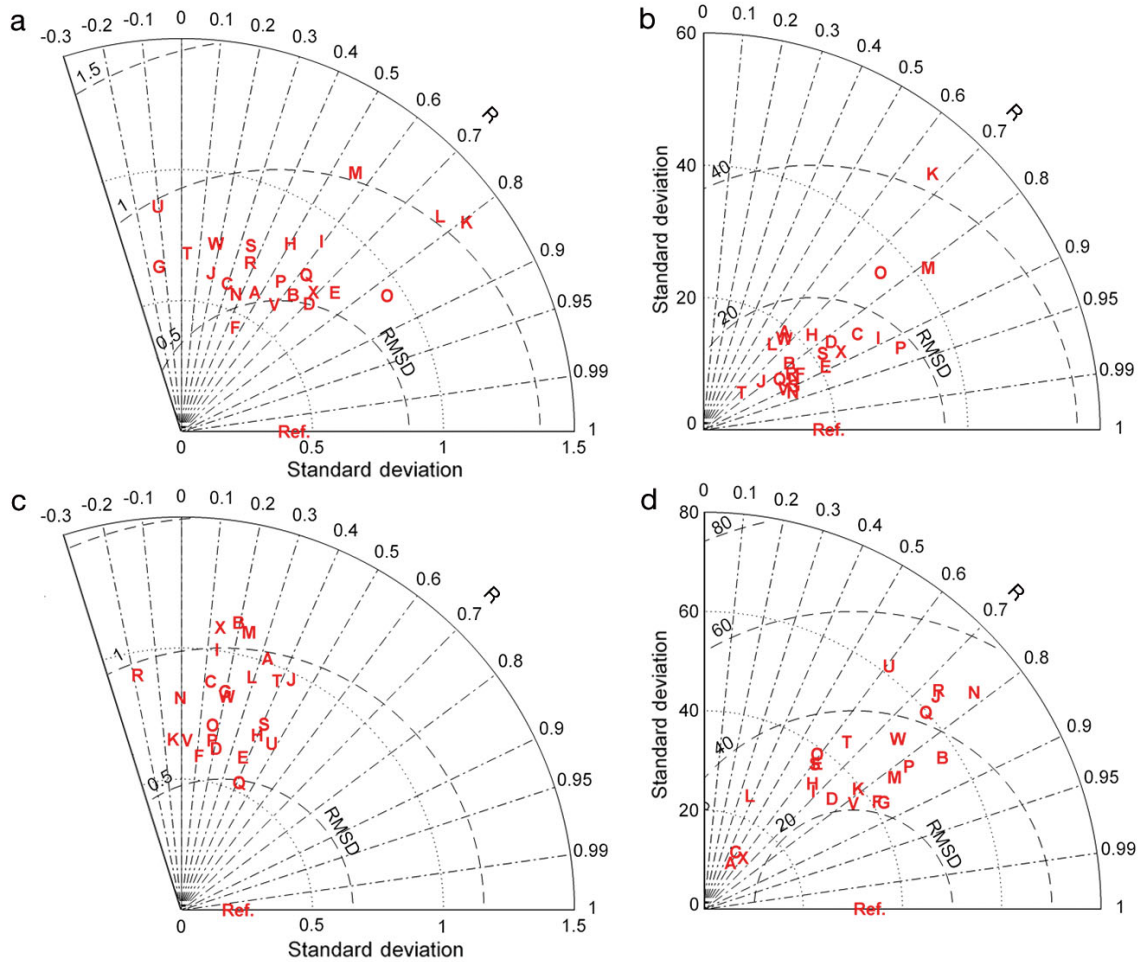 a
-0.3 -0.2 -0.1 0 0.1 0.2 0.3 0.4 0.5 0.6 0.7 0.8 0.9 0.95 0.99 1
R
1.5
1
0.5
RMSD
M
U L K
T W S H I
G J R
C P Q
N A B X E O
V D
F
Ref.
0 0.5 1 1.5
Standard deviation
b
0 0.1 0.2 0.3 0.4 0.5 0.6 0.7 0.8 0.9 0.95 0.99 1
R
60
40
20
0
Standard deviation
40
20
RMSD
K
O M
A H C
L W D I P
S X
B E
F
T J Q
V
Ref.
c
-0.3 -0.2 -0.1 0 0.1 0.2 0.3 0.4 0.5 0.6 0.7 0.8 0.9 0.95 0.99 1
R
1
0.5
RMSD
X B M
I A
R C L T J
N G W
O S
K V P H U
F D E
Q
Ref.
0 0.5 1 1.5
Standard deviation
d
0 0.1 0.2 0.3 0.4 0.5 0.6 0.7 0.8 0.9 0.95 0.99 1
R
80
60
40
20
0
Standard deviation
80
60
20
RMSD
U
R N
J
Q
T W
O B
P
H M
K
L D V F G
C
A X
Ref.